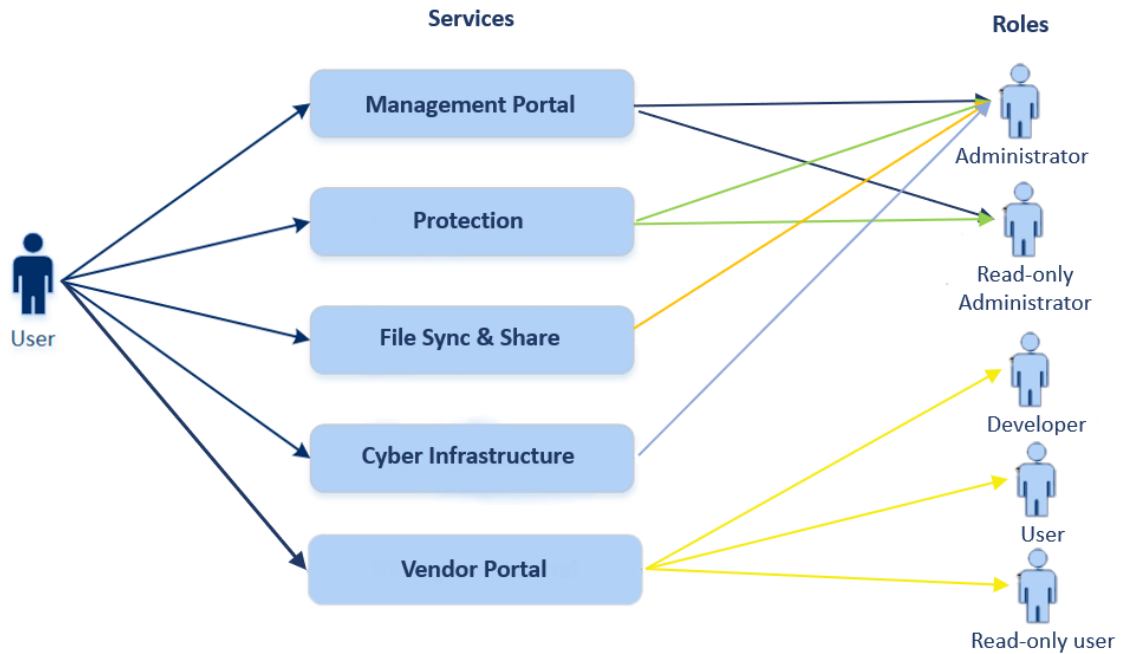 Services
Roles
Management Portal
Administrator
Protection
Read-only
Administrator
User
File Sync & Share
Developer
Cyber Infrastructure
User
Vendor Portal
Read-only user